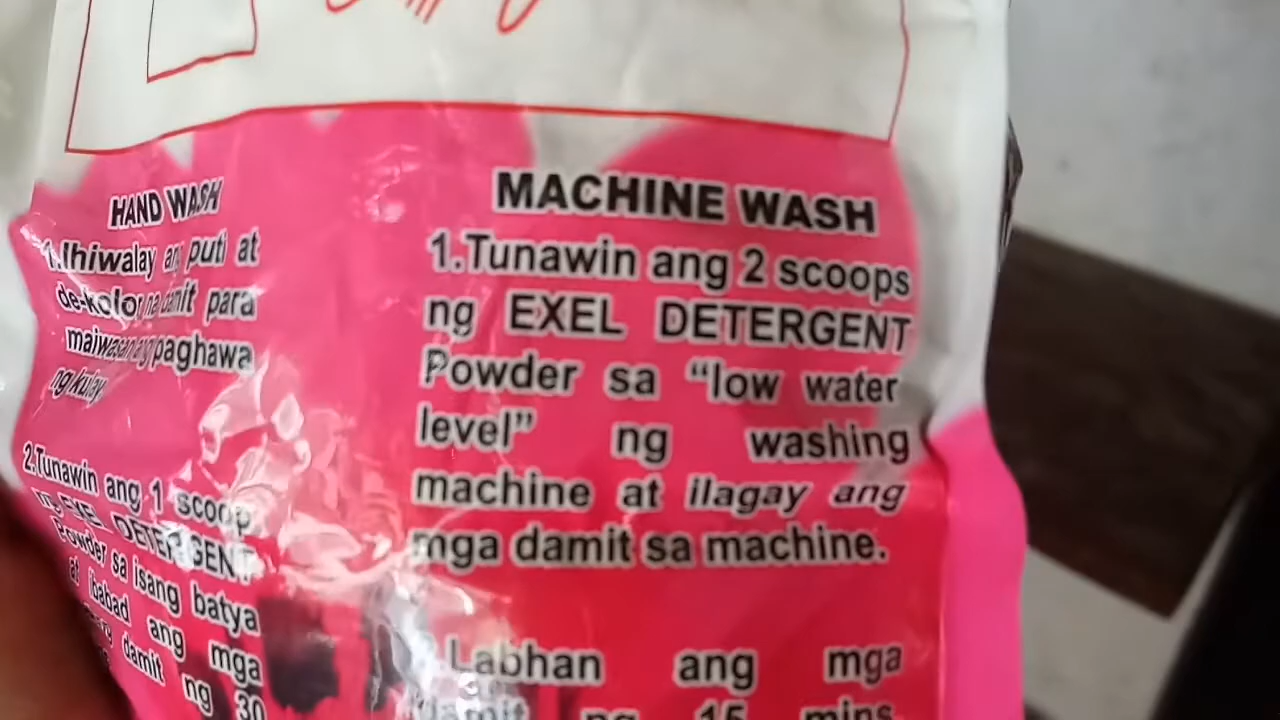 HAND WASH
1.Ihiwalay ang puti at
de-kolor na damit para
maiwasan ang paghawa
ng kulay
2.Tunawin ang 1 scoop
ng EXEL DETERGENT
Powder sa isang batya
at ibabad ang mga
damit ng 30
MACHINE WASH
1.Tunawin ang 2 scoops
ng EXEL DETERGENT
Powder sa “low water
level” ng washing
machine at ilagay ang
mga damit sa machine.
Labhan ang mga
damit ng 15 mins.